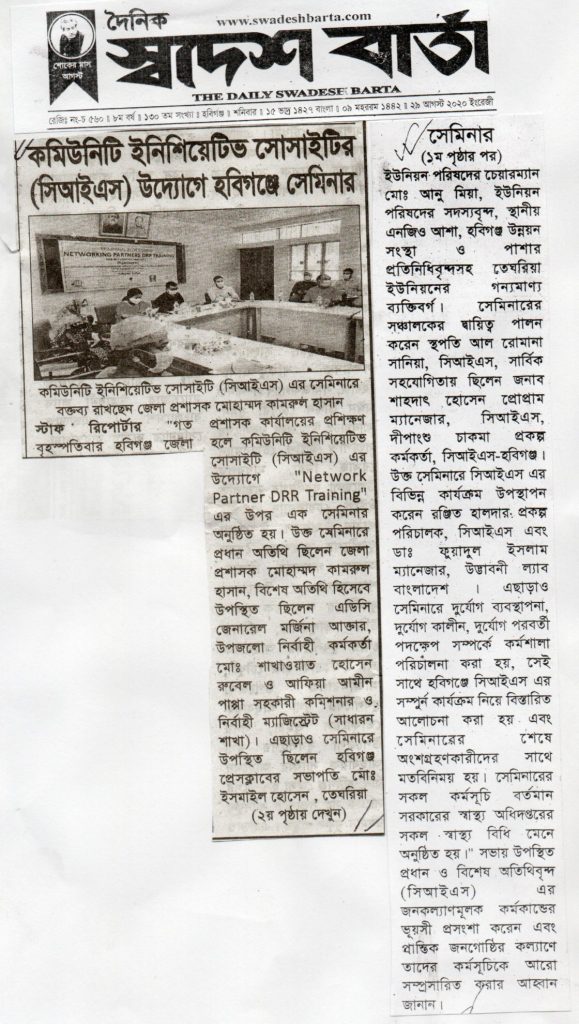 দৈনিক
www.swadeshbarta.com
স্বদেশ বার্তা
শোকের মাস
আগস্ট
THE DAILY SWADESE BARTA
রেজিঃ নং-চ ৫৬০ ॥ ৮ম বর্ষ ॥ ১৩০ তম সংখ্যা ॥ হবিগঞ্জ ॥ শনিবার ॥ ১৫ ভাদ্র ১৪২৭ বাংলা ॥ ০৯ মহররম ১৪৪২ ॥ ২৯ আগস্ট ২০২০ ইংরেজী
কমিউনিটি ইনিশিয়েটিভ সোসাইটির
(সিআইএস) উদ্যোগে হবিগঞ্জে সেমিনার
NETWORKING PARTNERS DRP TRAINING
কমিউনিটি ইনিশিয়েটিভ সোসাইটি (সিআইএস) এর সেমিনারে
বক্তব্য রাখছেন জেলা প্রশাসক মোহাম্মদ কামরুল হাসান
স্টাফ রিপোর্টার "গত
বৃহস্পতিবার হবিগঞ্জ জেলা
প্রশাসক কার্যালয়ের প্রশিক্ষণ
হলে কমিউনিটি ইনিশিয়েটিভ
সোসাইটি (সিআইএস) এর
উদ্যোগে "Network
Partner DRR Training"
এর উপর এক সেমিনার
অনুষ্ঠিত হয়। উক্ত সেমিনারে
প্রধান অতিথি ছিলেন জেলা
প্রশাসক মোহাম্মদ কামরুল
হাসান, বিশেষ অতিথি হিসেবে
উপস্থিত ছিলেন এডিসি
জেনারেল মর্জিনা আক্তার,
উপজলো নির্বাহী কর্মকর্তা
মোঃ শাখাওয়াত হোসেন
রুবেল ও আফিয়া আমীন
পাপ্পা সহকারী কমিশনার ও
নির্বাহী ম্যাজিস্ট্রেট (সাধারন
শাখা)। এছাড়াও সেমিনারে
উপস্থিত ছিলেন হবিগঞ্জ
প্রেসক্লাবের সভাপতি মোঃ
ইসমাইল হোসেন, তেঘরিয়া
(২য় পৃষ্ঠায় দেখুন)
সেমিনার
(১ম পৃষ্ঠার পর)
ইউনিয়ন পরিষদের চেয়ারম্যান
মোঃ আনু মিয়া, ইউনিয়ন
পরিষদের সদস্যবৃন্দ, স্থানীয়
এনজিও আশা, হবিগঞ্জ উন্নয়ন
সংস্থা ও পাশার
প্রতিনিধিবৃন্দসহ তেঘরিয়া
ইউনিয়নের গন্যমাণ্য
ব্যক্তিবর্গ। সেমিনারের
সঞ্চালকের দ্বায়িত্ব পালন
করেন স্থপতি আল রোমানা
সানিয়া, সিআইএস, সার্বিক
সহযোগিতায় ছিলেন জনাব
শাহদাৎ হোসেন প্রোগ্রাম
ম্যানেজার, সিআইএস,
দীপাংশু চাকমা প্রকল্প
কর্মকর্তা, সিআইএস-হবিগঞ্জ।
উক্ত সেমিনারে সিআইএস এর
বিভিন্ন কার্যক্রম উপস্থাপন
করেন রঞ্জিত হালদার প্রকল্প
পরিচালক, সিআইএস এবং
ডাঃ ফুয়াদুল ইসলাম
ম্যানেজার, উদ্ভাবনী ল্যাব
বাংলাদেশ । এছাড়াও
সেমিনারে দুর্যোগ ব্যবস্থাপনা,
দুর্যোগ কালীন, দুর্যোগ পরবর্তী
পদক্ষেপ সম্পর্কে কর্মশালা
পরিচালনা করা হয়, সেই
সাথে হবিগঞ্জে সিআইএস এর
সম্পুর্ন কার্যক্রম নিয়ে বিস্তারিত
আলোচনা করা হয় এবং
সেমিনারের শেষে
অংশগ্রহণকারীদের সাথে
মতবিনিময় হয়। সেমিনারের
সকল কর্মসূচি বর্তমান
সরকারের স্বাস্থ্য অধিদপ্তরের
সকল স্বাস্থ্য বিধি মেনে
অনুষ্ঠিত হয়।" সভায় উপস্থিত
প্রধান ও বিশেষ অতিথিবৃন্দ
(সিআইএস) এর
জনকল্যাণমূলক কর্মকান্ডের
ভূয়সী প্রসংশা করেন এবং
প্রান্তিক জনগোষ্ঠির কল্যাণে
তাদের কর্মসূচিকে আরো
সম্প্রসারিত করার আহ্বান
জানান।